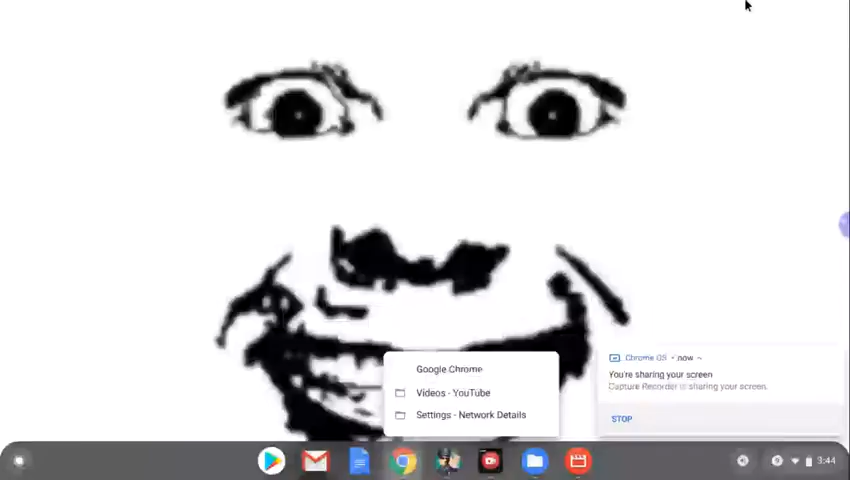 Google Chrome
Videos - YouTube
Settings - Network Details
Chrome OS • now
You're sharing your screen
Capture Recorder is sharing your screen.
STOP
3:44